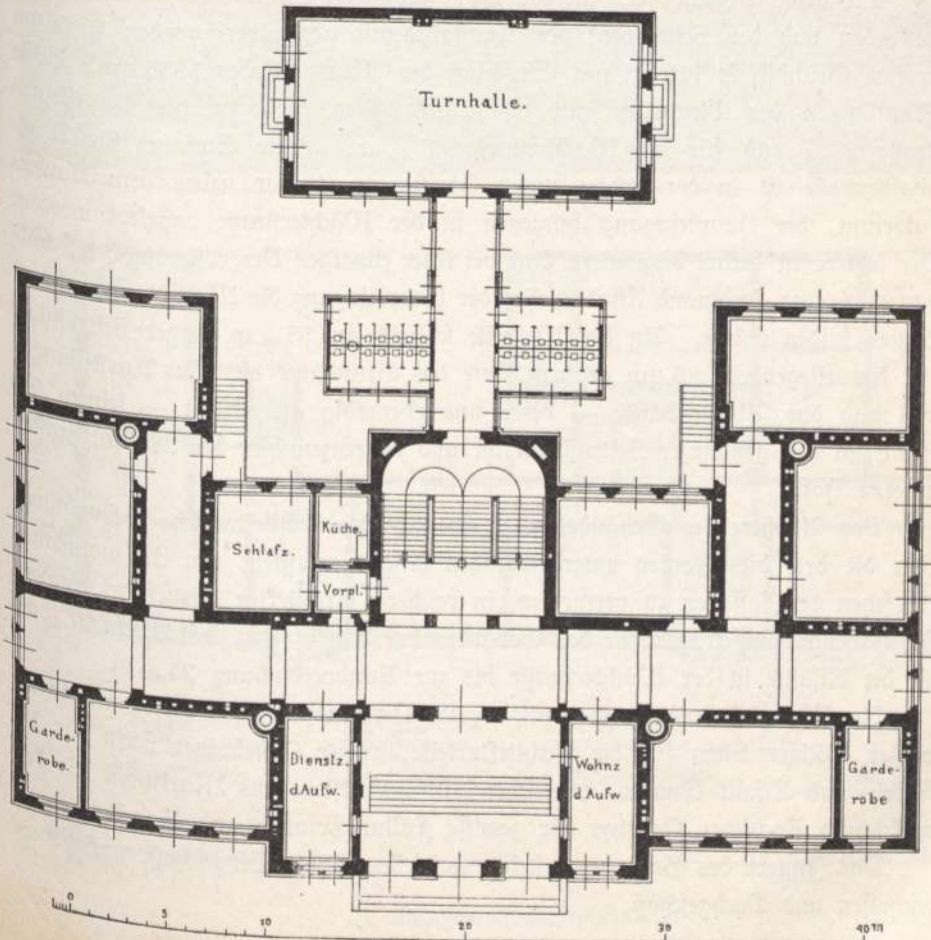 Turnhalle.
Schlafz.
Küche.
Vorpl.
Garde-
robe.
Dienstz.
d.Aufw.
Wohnz
d.Aufw
Garde-
robe
0 5 10 20 30 40 m